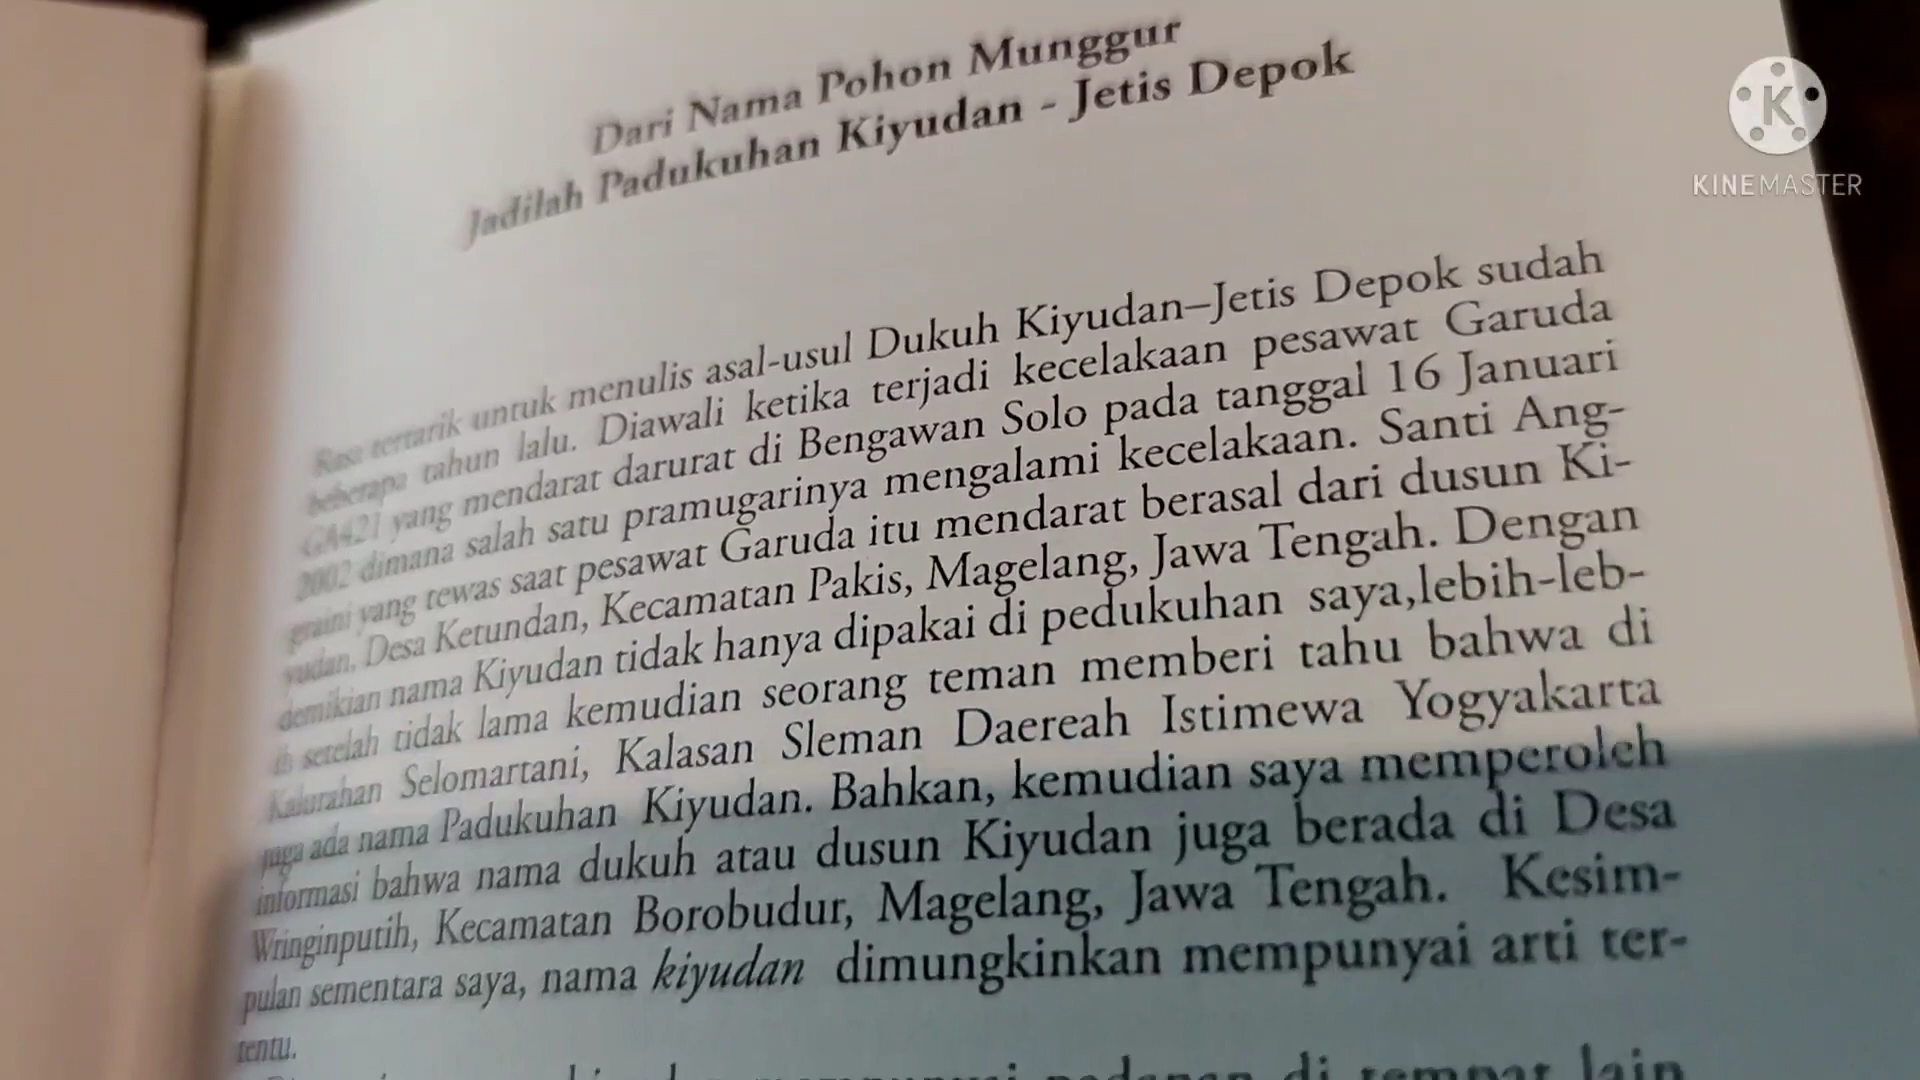 Dari Nama Pohon Munggur
Jadilah Padukuhan Kiyudan - Jetis Depok
KINEMASTER
Rasa tertarik untuk menulis asal-usul Dukuh Kiyudan–Jetis Depok sudah
beberapa tahun lalu. Diawali ketika terjadi kecelakaan pesawat Garuda
GA421 yang mendarat darurat di Bengawan Solo pada tanggal 16 Januari
2002 dimana salah satu pramugarinya mengalami kecelakaan. Santi Ang-
graini yang tewas saat pesawat Garuda itu mendarat berasal dari dusun Ki-
yudan, Desa Ketundan, Kecamatan Pakis, Magelang, Jawa Tengah. Dengan
demikian nama Kiyudan tidak hanya dipakai di pedukuhan saya,lebih-leb-
ih setelah tidak lama kemudian seorang teman memberi tahu bahwa di
Kalurahan Selomartani, Kalasan Sleman Daereah Istimewa Yogyakarta
juga ada nama Padukuhan Kiyudan. Bahkan, kemudian saya memperoleh
informasi bahwa nama dukuh atau dusun Kiyudan juga berada di Desa
Wringinputih, Kecamatan Borobudur, Magelang, Jawa Tengah. Kesim-
pulan sementara saya, nama kiyudan dimungkinkan mempunyai arti ter-
tentu.
mempunyai padanan di tempat lain